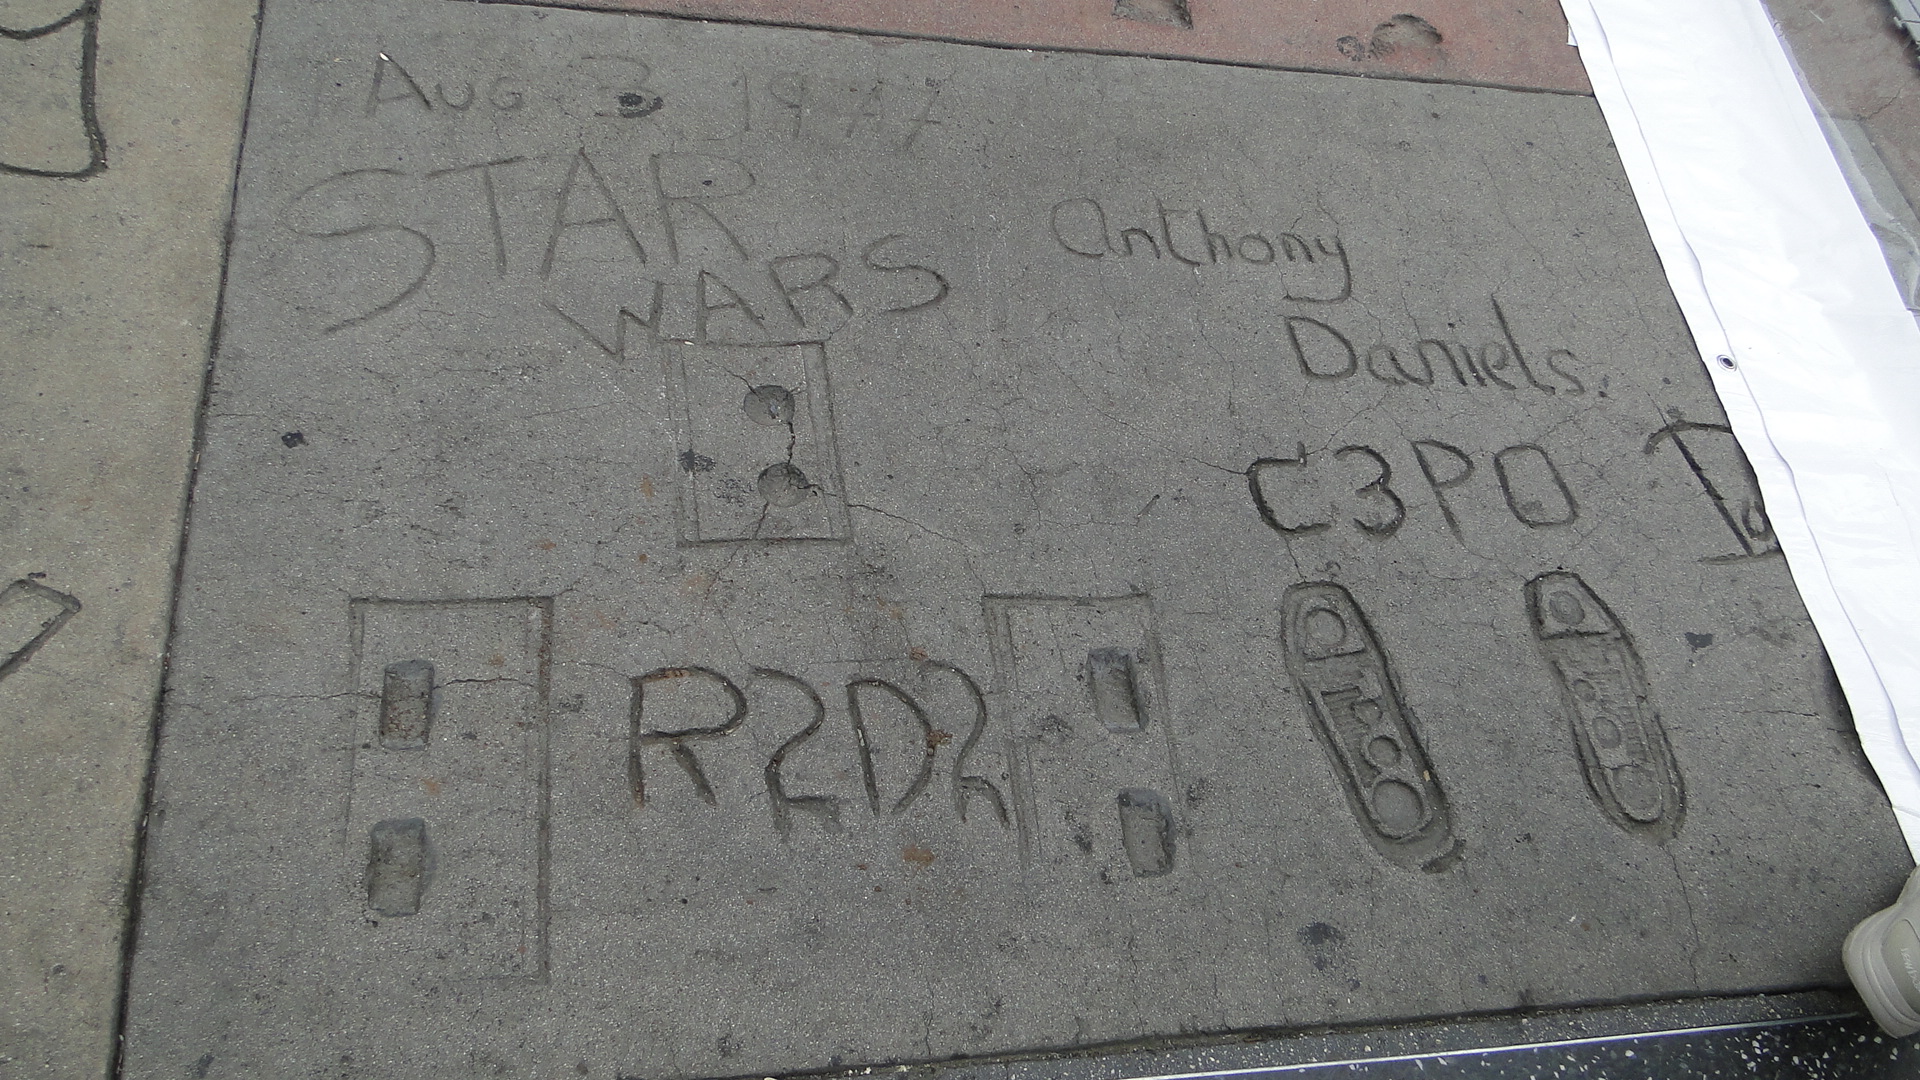 Aug 3 1977
STAR
WARS
Anthony
Daniels
C3PO D
R2D2